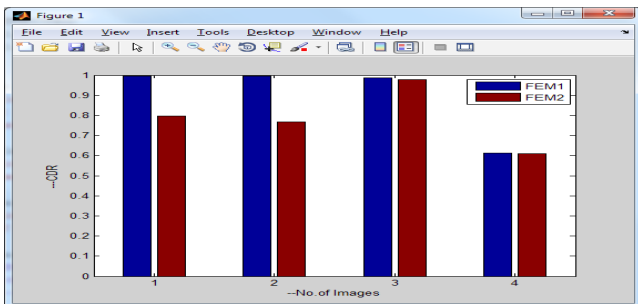 Figure 1
File Edit View Insert Tools Desktop Window Help
1
0.9
0.8
0.7
0.6
0.5
0.4
0.3
0.2
0.1
0
--CDR
FEM1
FEM2
1 2 3 4
--No.of Images